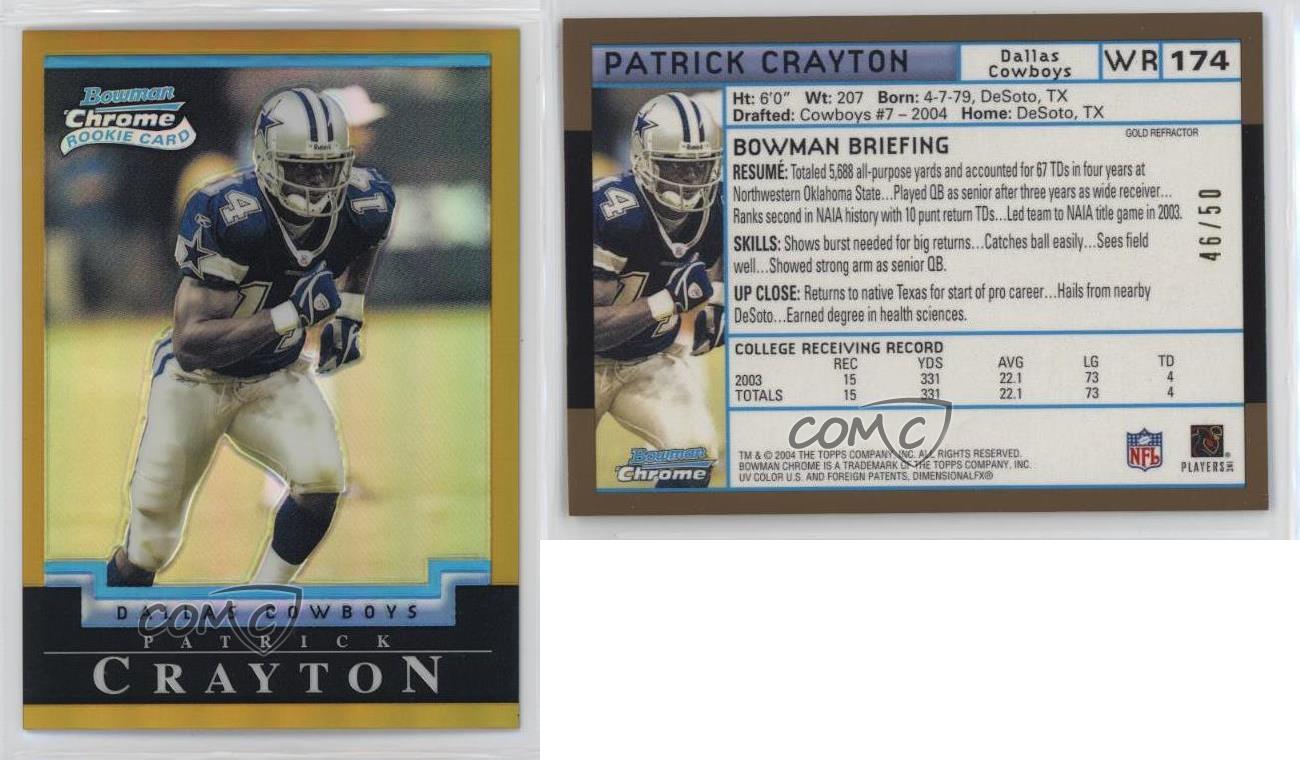 Bowman
Chrome
ROOKIE CARD
Riddell
14
14
14
DALLAS COWBOYS
PATRICK
CRAYTON
COMC
PATRICK CRAYTON
Dallas
Cowboys
WR
174
Ht: 6'0" Wt: 207 Born: 4-7-79, DeSoto, TX
Drafted: Cowboys #7 – 2004 Home: DeSoto, TX
GOLD REFRACTOR
BOWMAN BRIEFING
RESUMÉ: Totaled 5,688 all-purpose yards and accounted for 67 TDs in four years at
Northwestern Oklahoma State...Played QB as senior after three years as wide receiver...
Ranks second in NAIA history with 10 punt return TDs...Led team to NAIA title game in 2003.
46/50
SKILLS: Shows burst needed for big returns...Catches ball easily...Sees field
well...Showed strong arm as senior QB.
UP CLOSE: Returns to native Texas for start of pro career...Hails from nearby
DeSoto...Earned degree in health sciences.
COLLEGE RECEIVING RECORD
REC YDS AVG LG TD
2003 15 331 22.1 73 4
TOTALS 15 331 22.1 73 4
COMC
Bowman
Chrome
TM & © 2004 THE TOPPS COMPANY, INC. ALL RIGHTS RESERVED.
BOWMAN CHROME IS A TRADEMARK OF THE TOPPS COMPANY, INC.
UV COLOR U.S. AND FOREIGN PATENTS, DIMENSIONALFX®
NFL
PLAYERS INC